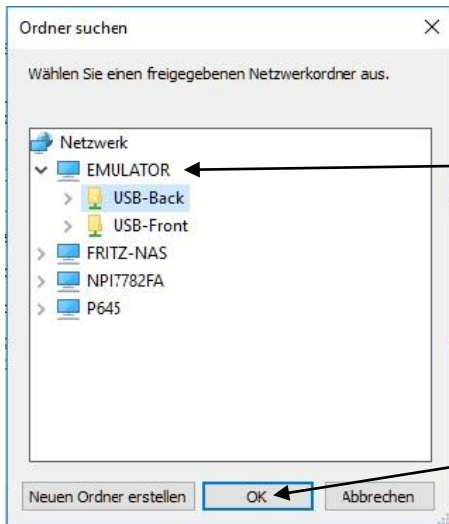 Ordner suchen
Wählen Sie einen freigegebenen Netzwerkordner aus.
Netzwerk
EMULATOR
USB-Back
USB-Front
FRITZ-NAS
NPI7782FA
P645
Neuen Ordner erstellen OK Abbrechen